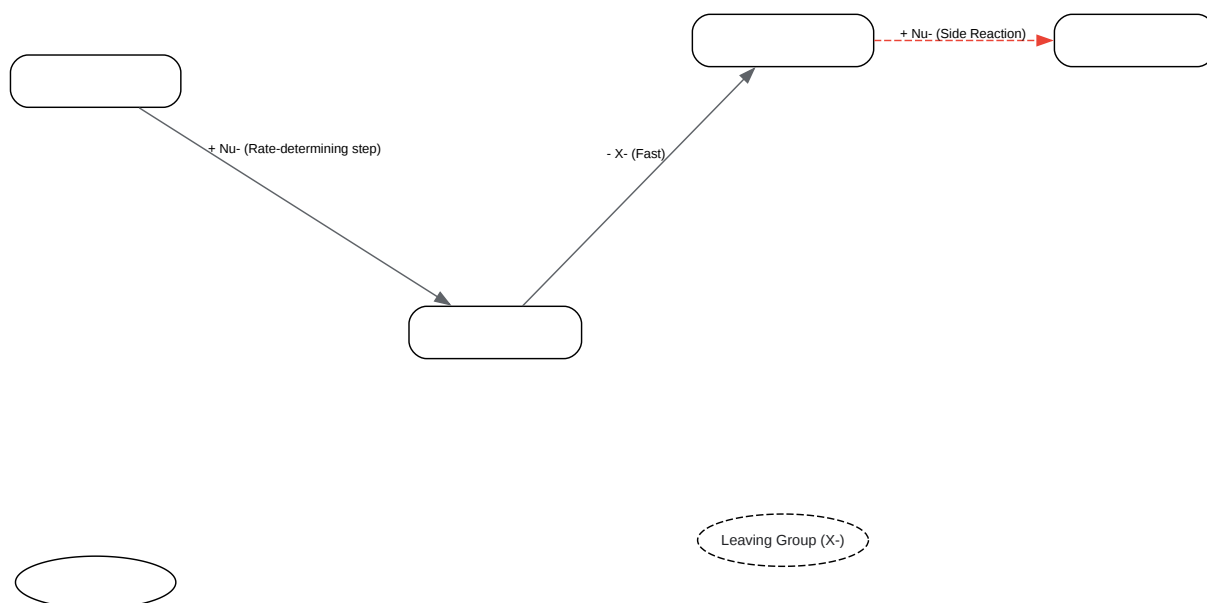 + Nu- (Side Reaction)
+ Nu- (Rate-determining step)
- X- (Fast)
Leaving Group (X-)